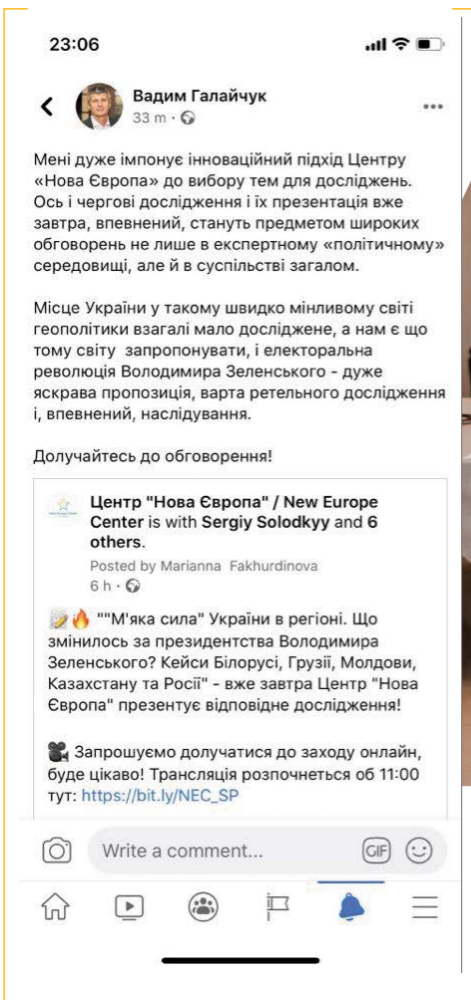 23:06
Вадим Галайчук
33 m ·
Мені дуже імпонує інноваційний підхід Центру
«Нова Європа» до вибору тем для досліджень.
Ось і чергові дослідження і їх презентація вже
завтра, впевнений, стануть предметом широких
обговорень не лише в експертному «політичному»
середовищі, але й в суспільстві загалом.
Місце України у такому швидко мінливому світі
геополітики взагалі мало досліджене, а нам є що
тому світу запропонувати, і електоральна
революція Володимира Зеленського - дуже
яскрава пропозиція, варта ретельного дослідження
і, впевнений, наслідування.
Долучайтесь до обговорення!
Центр "Нова Європа" / New Europe
Center is with Sergiy Solodkyy and 6
others.
Posted by Marianna Fakhurdinova
6 h ·
""М'яка сила" України в регіоні. Що
змінилось за президентства Володимира
Зеленського? Кейси Білорусі, Грузії, Молдови,
Казахстану та Росії" - вже завтра Центр "Нова
Європа" презентує відповідне дослідження!
Запрошуємо долучатися до заходу онлайн,
буде цікаво! Трансляція розпочнеться об 11:00
тут: https://bit.ly/NEC_SP
Write a comment...
GIF